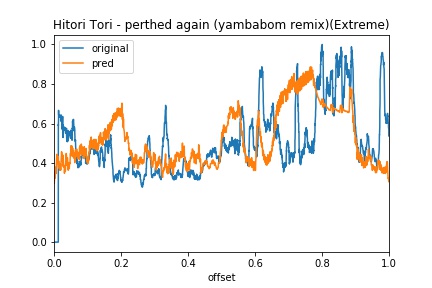 Hitori Tori - perthed again (yambabom remix)(Extreme)
original
pred
1.0
0.8
0.6
0.4
0.2
0.0
0.0 0.2 0.4 0.6 0.8 1.0
offset